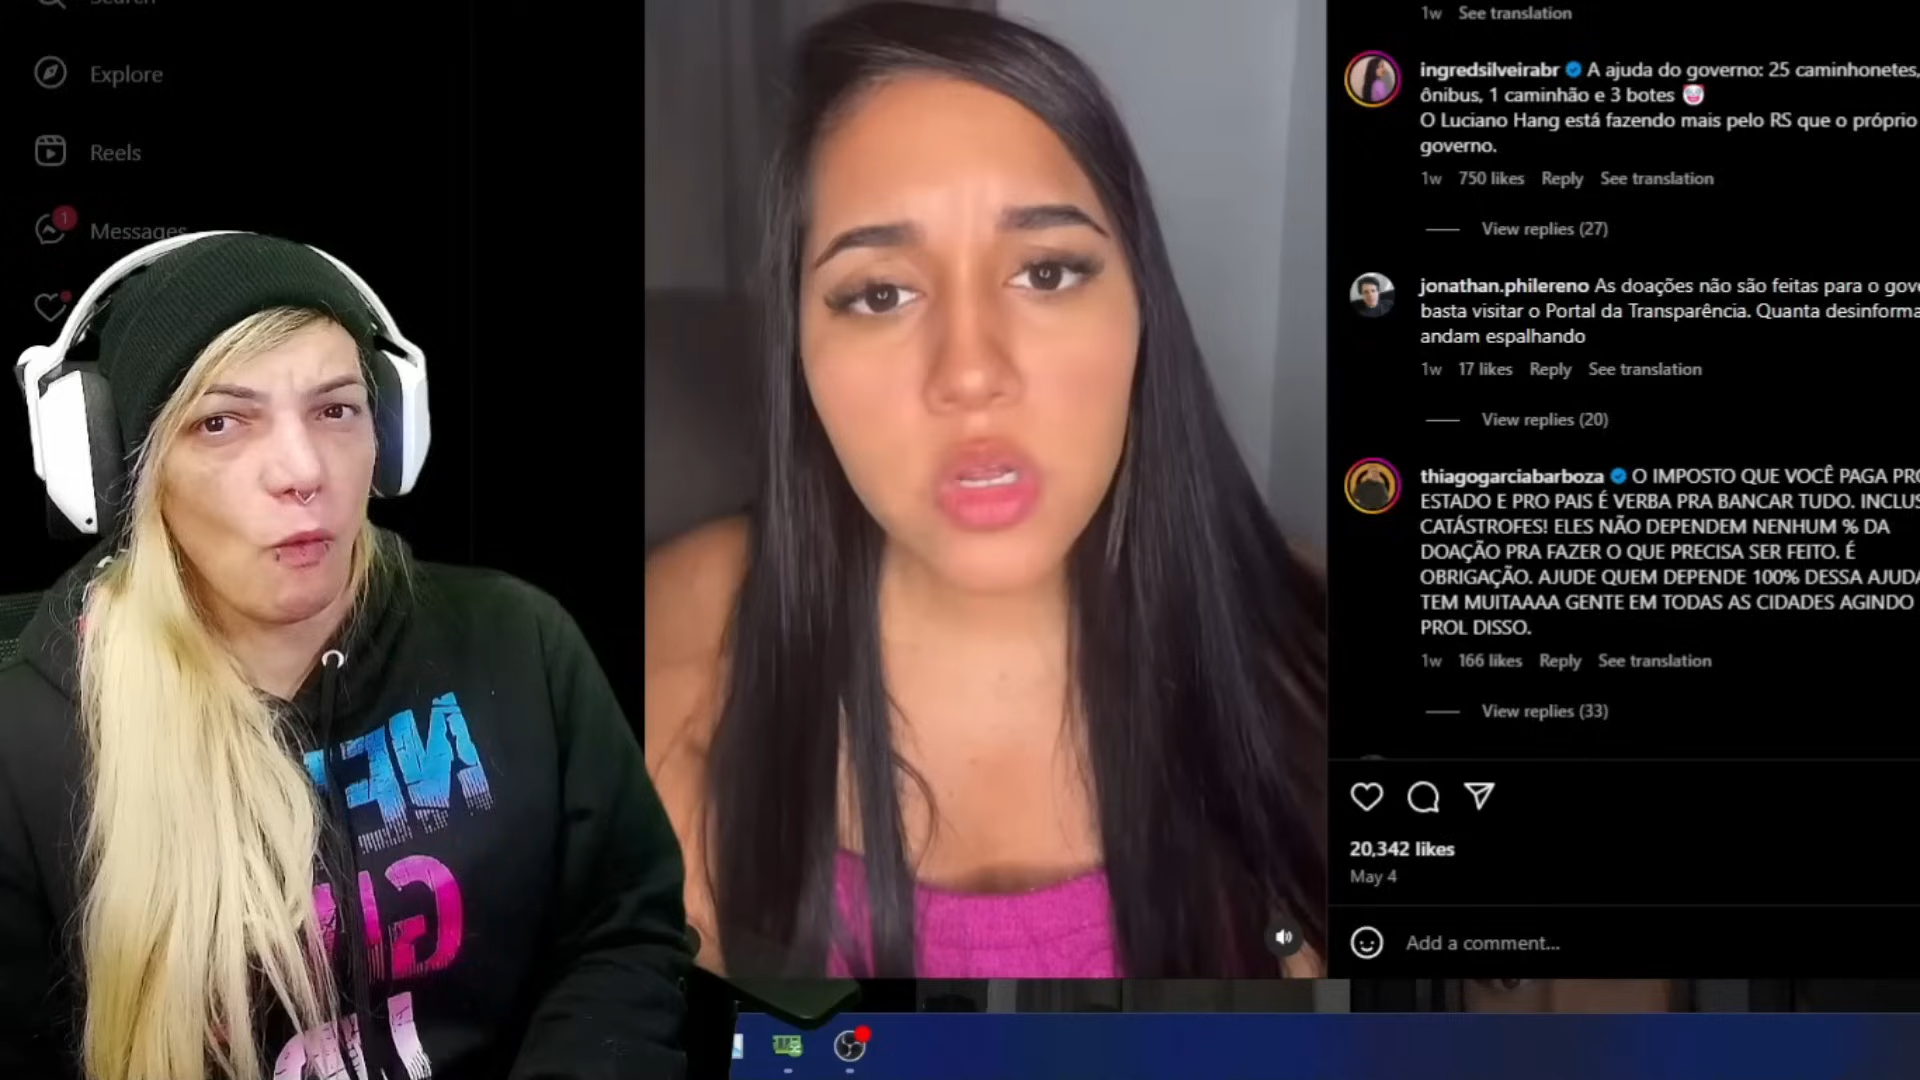 Search
Explore
Reels
1
Messages
1w See translation
ingredsilveirabr A ajuda do governo: 25 caminhonetes,
ônibus, 1 caminhão e 3 botes
O Luciano Hang está fazendo mais pelo RS que o próprio
governo.
1w 750 likes Reply See translation
View replies (27)
jonathan.philereno As doações não são feitas para o
basta visitar o Portal da Transparência. Quanta
andam espalhando
1w 17 likes Reply See translation
View replies (20)
thiagogarciabarboza O IMPOSTO QUE VOCÊ PAGA
ESTADO E PRO PAIS É VERBA PRA BANCAR TUDO.
CATÁSTROFES! ELES NÃO DEPENDEM NENHUM % DA
DOAÇÃO PRA FAZER O QUE PRECISA SER FEITO. É
OBRIGAÇÃO. AJUDE QUEM DEPENDE 100% DESSA AJUDA
TEM MUITAAAA GENTE EM TODAS AS CIDADES AGINDO
PROL DISSO.
1w 166 likes Reply See translation
View replies (33)
20,342 likes
May 4
Add a comment...